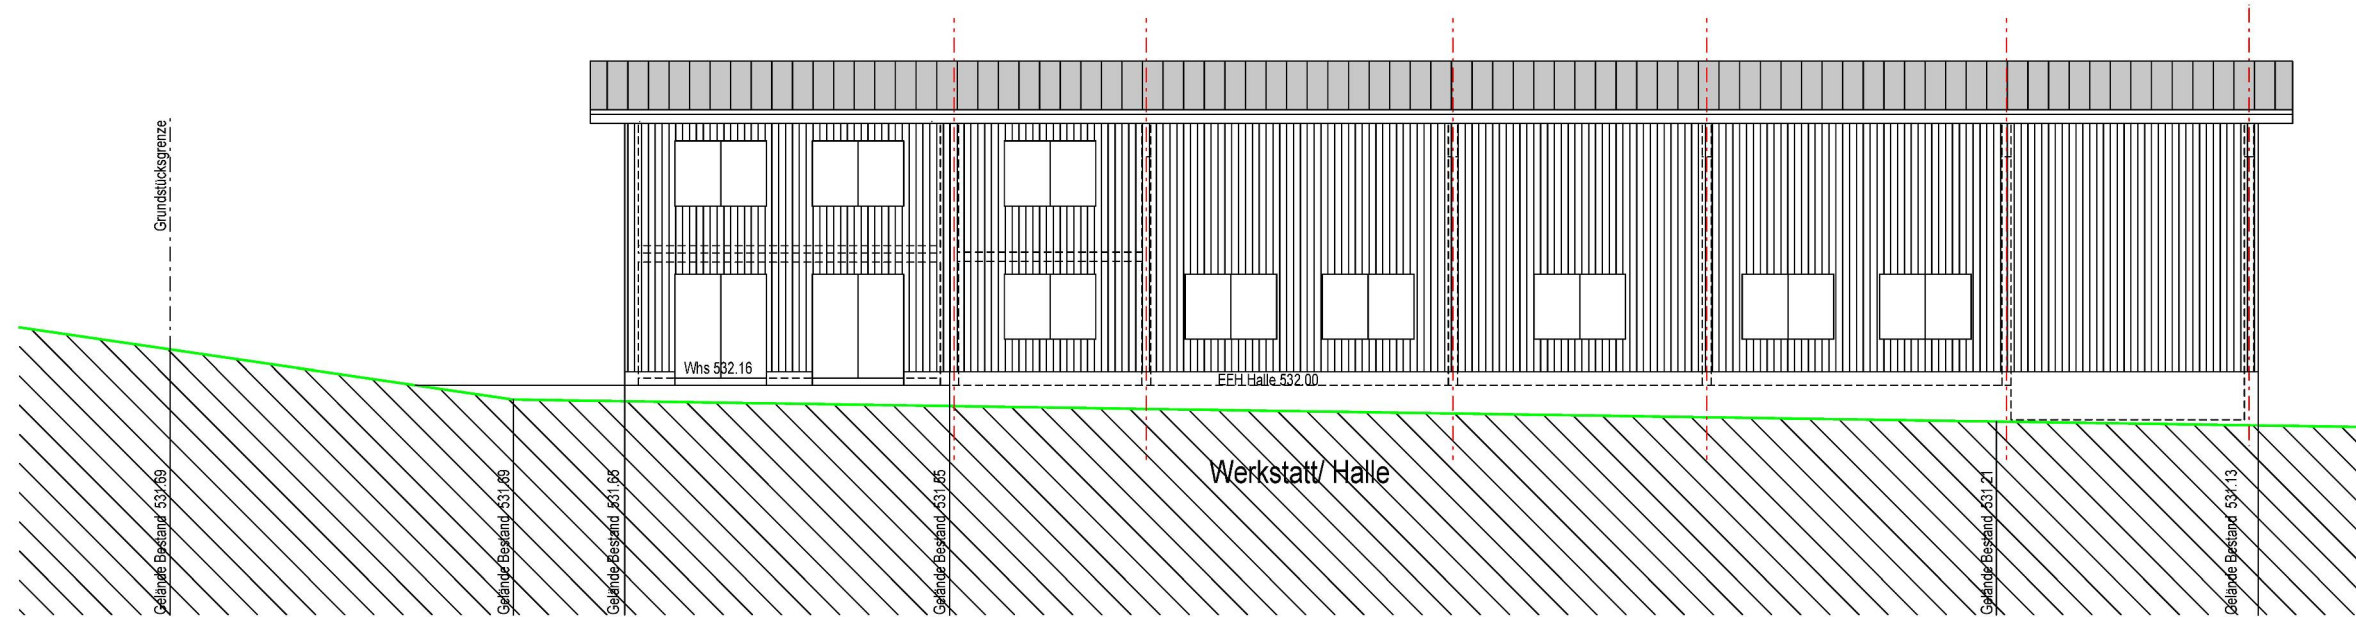 Grundstücksgrenze
Whs 532.16
EFH Halle 532.00
Werkstatt/ Halle
Gelände Bestand 531.69
Gelände Bestand 531.69
Gelände Bestand 531.65
Gelände Bestand 531.55
Gelände Bestand 531.21
Gelände Bestand 531.13